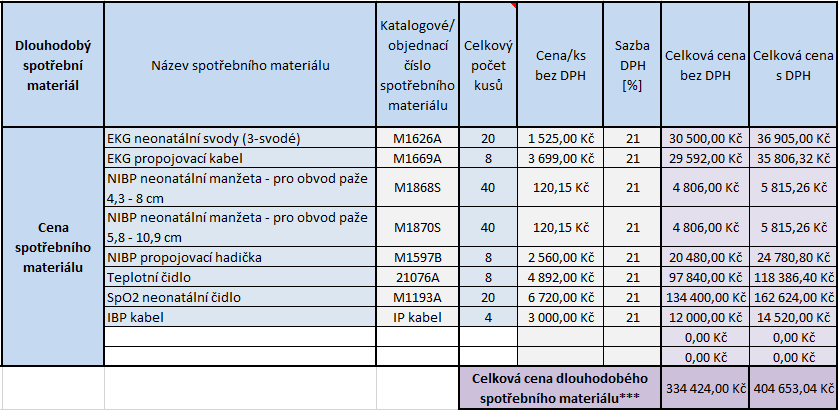 Dlouhodobý spotřební materiál | Název spotřebního materiálu | Katalogové/ objednací číslo spotřebního materiálu | Celkový počet kusů | Cena/ks bez DPH | Sazba DPH [%] | Celková cena bez DPH | Celková cena s DPH
Cena spotřebního materiálu
EKG neonatální svody (3-svodé) | M1626A | 20 | 1 525,00 Kč | 21 | 30 500,00 Kč | 36 905,00 Kč
EKG propojovací kabel | M1669A | 8 | 3 699,00 Kč | 21 | 29 592,00 Kč | 35 806,32 Kč
NIBP neonatální manžeta - pro obvod paže 4,3 - 8 cm | M1868S | 40 | 120,15 Kč | 21 | 4 806,00 Kč | 5 815,26 Kč
NIBP neonatální manžeta - pro obvod paže 5,8 - 10,9 cm | M1870S | 40 | 120,15 Kč | 21 | 4 806,00 Kč | 5 815,26 Kč
NIBP propojovací hadička | M1597B | 8 | 2 560,00 Kč | 21 | 20 480,00 Kč | 24 780,80 Kč
Teplotní čidlo | 21076A | 8 | 4 892,00 Kč | 21 | 97 840,00 Kč | 118 386,40 Kč
SpO2 neonatální čidlo | M1193A | 20 | 6 720,00 Kč | 21 | 134 400,00 Kč | 162 624,00 Kč
IBP kabel | IP kabel | 4 | 3 000,00 Kč | 21 | 12 000,00 Kč | 14 520,00 Kč
0,00 Kč | 0,00 Kč
0,00 Kč | 0,00 Kč
Celková cena dlouhodobého spotřebního materiálu*** | 334 424,00 Kč | 404 653,04 Kč